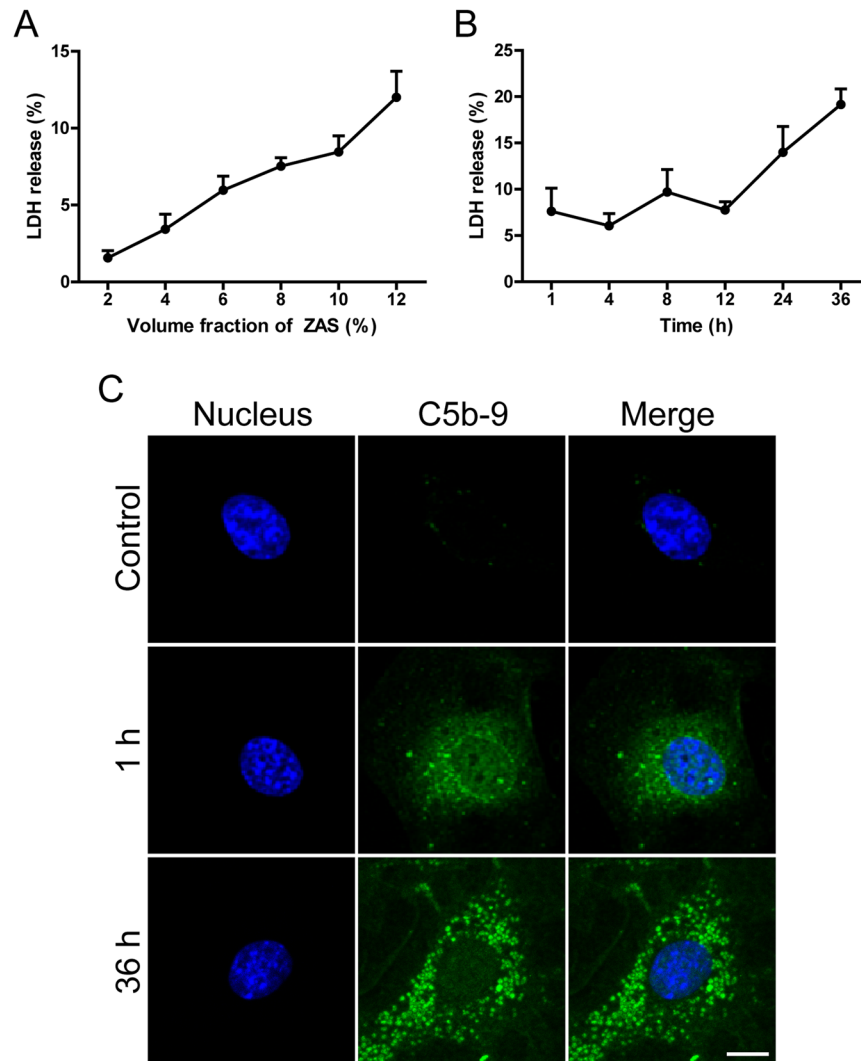 A
15
10
5
0
LDH release (%)
2 4 6 8 10 12
Volume fraction of ZAS (%)
B
25
20
15
10
5
0
LDH release (%)
1 4 8 12 24 36
Time (h)
C
Nucleus C5b-9 Merge
Control
1 h
36 h